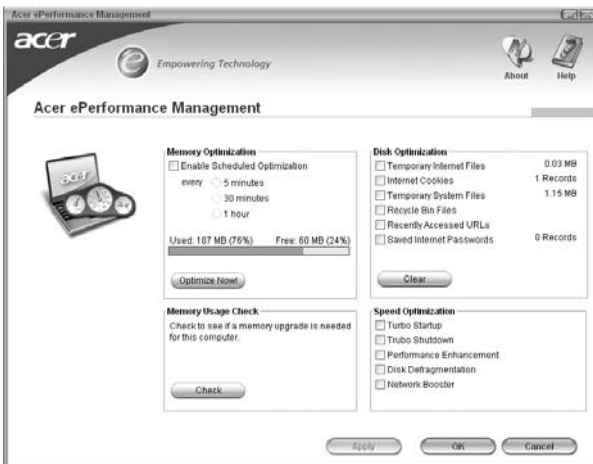 Acer ePerformance Management
acer
e Empowering Technology
About
Help
Acer ePerformance Management
acer
Memory Optimization
Enable Scheduled Optimization
every 5 minutes
30 minutes
1 hour
Used: 187 MB (76%) Free: 60 MB (24%)
Optimize Now!
Disk Optimization
Temporary Internet Files 0.03 MB
Internet Cookies 1 Records
Temporary System Files 1.15 MB
Recycle Bin Files
Recently Accessed URLs
Saved Internet Passwords 0 Records
Clear
Memory Usage Check
Check to see if a memory upgrade is needed
for this computer.
Check
Speed Optimization
Turbo Startup
Trubo Shutdown
Performance Enhancement
Disk Defragmentation
Network Booster
Apply
OK
Cancel